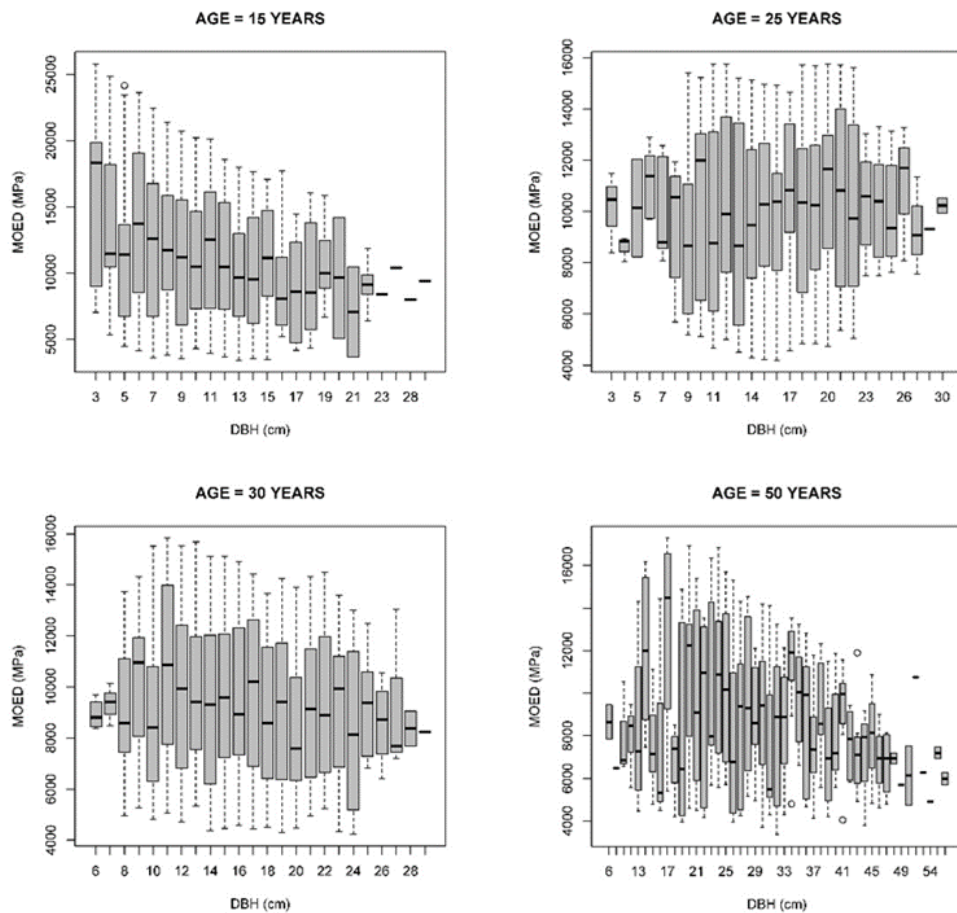 AGE = 15 YEARS
MOED (MPa)
25000
20000
15000
10000
5000
3 5 7 9 11 13 15 17 19 21 23 28
DBH (cm)
AGE = 25 YEARS
MOED (MPa)
16000
14000
12000
10000
8000
6000
4000
3 5 7 9 11 14 17 20 23 26 30
DBH (cm)
AGE = 30 YEARS
MOED (MPa)
16000
14000
12000
10000
8000
6000
4000
6 8 10 12 14 16 18 20 22 24 26 28
DBH (cm)
AGE = 50 YEARS
MOED (MPa)
16000
12000
8000
6000
4000
6 13 17 21 25 29 33 37 41 45 49 54
DBH (cm)